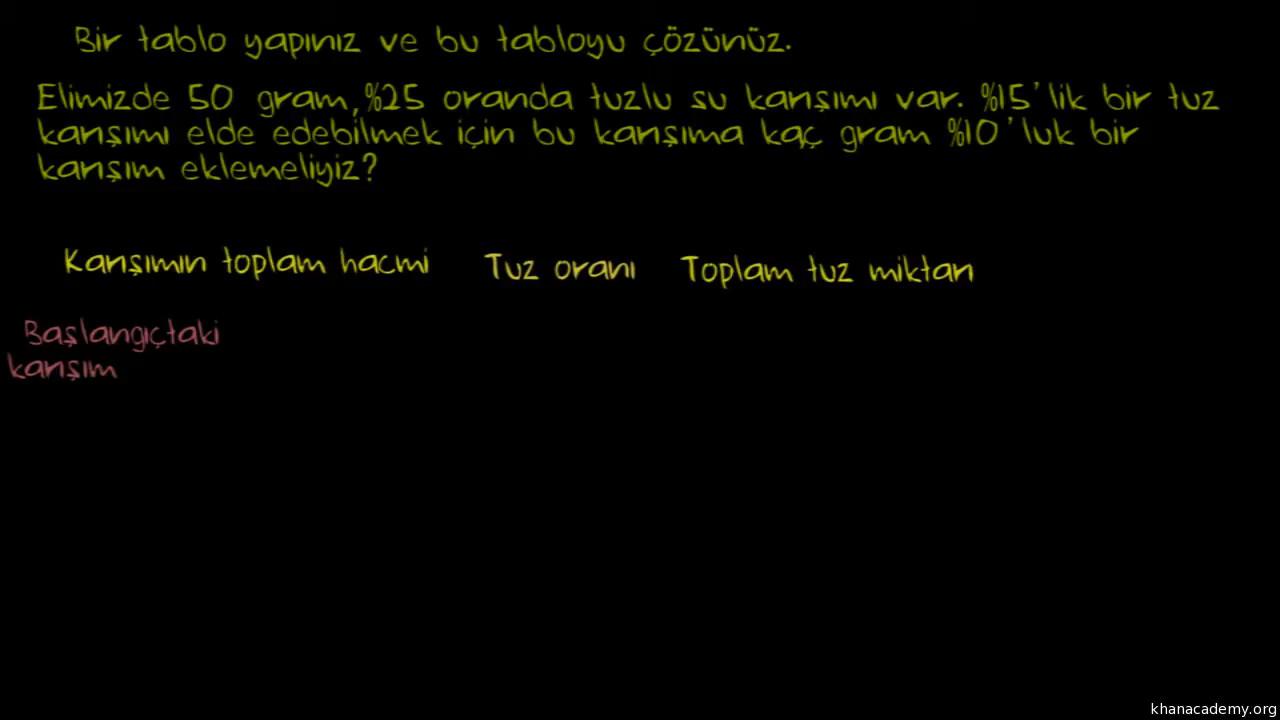 Bir tablo yapınız ve bu tabloyu çözünüz.
Elimizde 50 gram, %25 oranda tuzlu su karışımı var. %15'lik bir tuz
karışımı elde edebilmek için bu karışıma kaç gram %10'luk bir
karışım eklemeliyiz?
Karışımın toplam hacmi Tuz oranı Toplam tuz miktarı
Başlangıçtaki
karışım
khanacademy.org